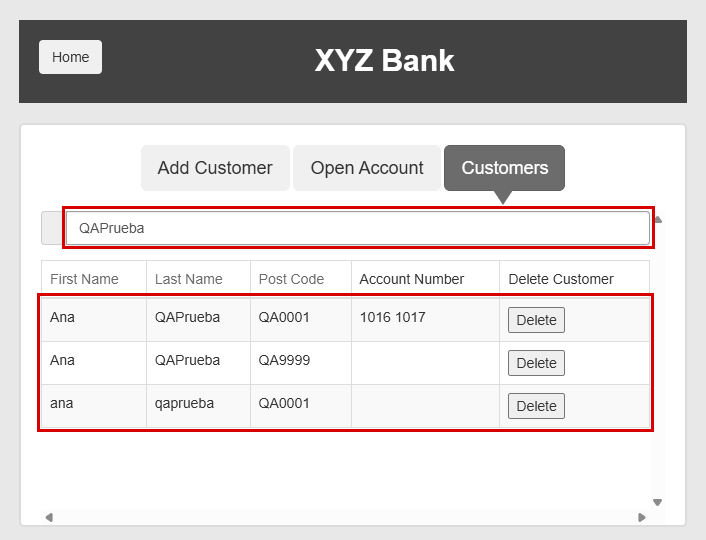 Home
XYZ Bank
Add Customer Open Account Customers
QAPrueba
First Name Last Name Post Code Account Number Delete Customer
Ana QAPrueba QA0001 1016 1017 Delete
Ana QAPrueba QA9999 Delete
ana qaprueba QA0001 Delete